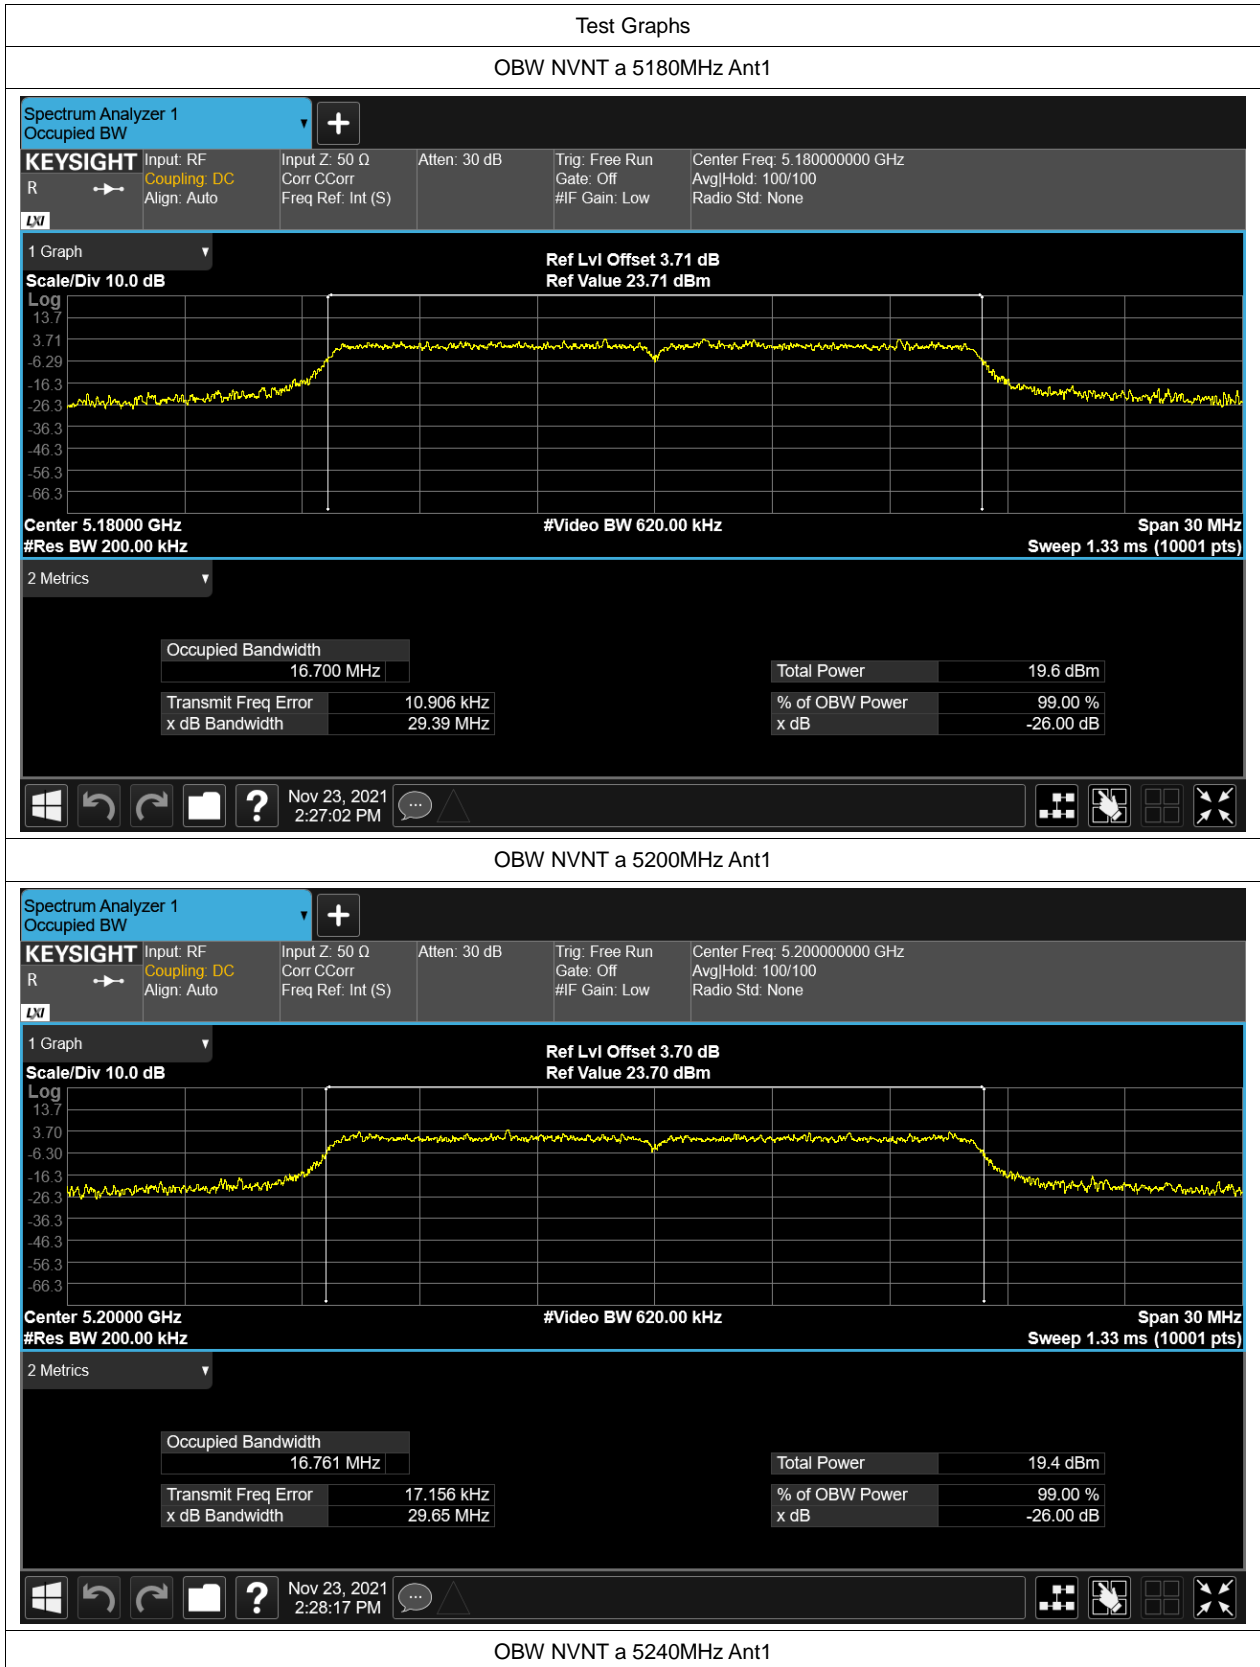 Test Graphs
OBW NVNT a 5180MHz Ant1
Spectrum Analyzer 1
Occupied BW
KEYSIGHT
R
LXI
Input: RF
Coupling: DC
Align: Auto
Input Z: 50 Ω
Corr CCorr
Freq Ref: Int (S)
Atten: 30 dB
Trig: Free Run
Gate: Off
#IF Gain: Low
Center Freq: 5.180000000 GHz
Avg|Hold: 100/100
Radio Std: None
1 Graph
Scale/Div 10.0 dB
Ref Lvl Offset 3.71 dB
Ref Value 23.71 dBm
Log
13.7
3.71
-6.29
-16.3
-26.3
-36.3
-46.3
-56.3
-66.3
Center 5.18000 GHz
#Video BW 620.00 kHz
Span 30 MHz
#Res BW 200.00 kHz
Sweep 1.33 ms (10001 pts)
2 Metrics
Occupied Bandwidth
16.700 MHz
Total Power 19.6 dBm
Transmit Freq Error 10.906 kHz
% of OBW Power 99.00 %
x dB Bandwidth 29.39 MHz
x dB -26.00 dB
?
Nov 23, 2021
2:27:02 PM
OBW NVNT a 5200MHz Ant1
Spectrum Analyzer 1
Occupied BW
KEYSIGHT
R
LXI
Input: RF
Coupling: DC
Align: Auto
Input Z: 50 Ω
Corr CCorr
Freq Ref: Int (S)
Atten: 30 dB
Trig: Free Run
Gate: Off
#IF Gain: Low
Center Freq: 5.200000000 GHz
Avg|Hold: 100/100
Radio Std: None
1 Graph
Scale/Div 10.0 dB
Ref Lvl Offset 3.70 dB
Ref Value 23.70 dBm
Log
13.7
3.70
-6.30
-16.3
-26.3
-36.3
-46.3
-56.3
-66.3
Center 5.20000 GHz
#Video BW 620.00 kHz
Span 30 MHz
#Res BW 200.00 kHz
Sweep 1.33 ms (10001 pts)
2 Metrics
Occupied Bandwidth
16.761 MHz
Total Power 19.4 dBm
Transmit Freq Error 17.156 kHz
% of OBW Power 99.00 %
x dB Bandwidth 29.65 MHz
x dB -26.00 dB
?
Nov 23, 2021
2:28:17 PM
OBW NVNT a 5240MHz Ant1